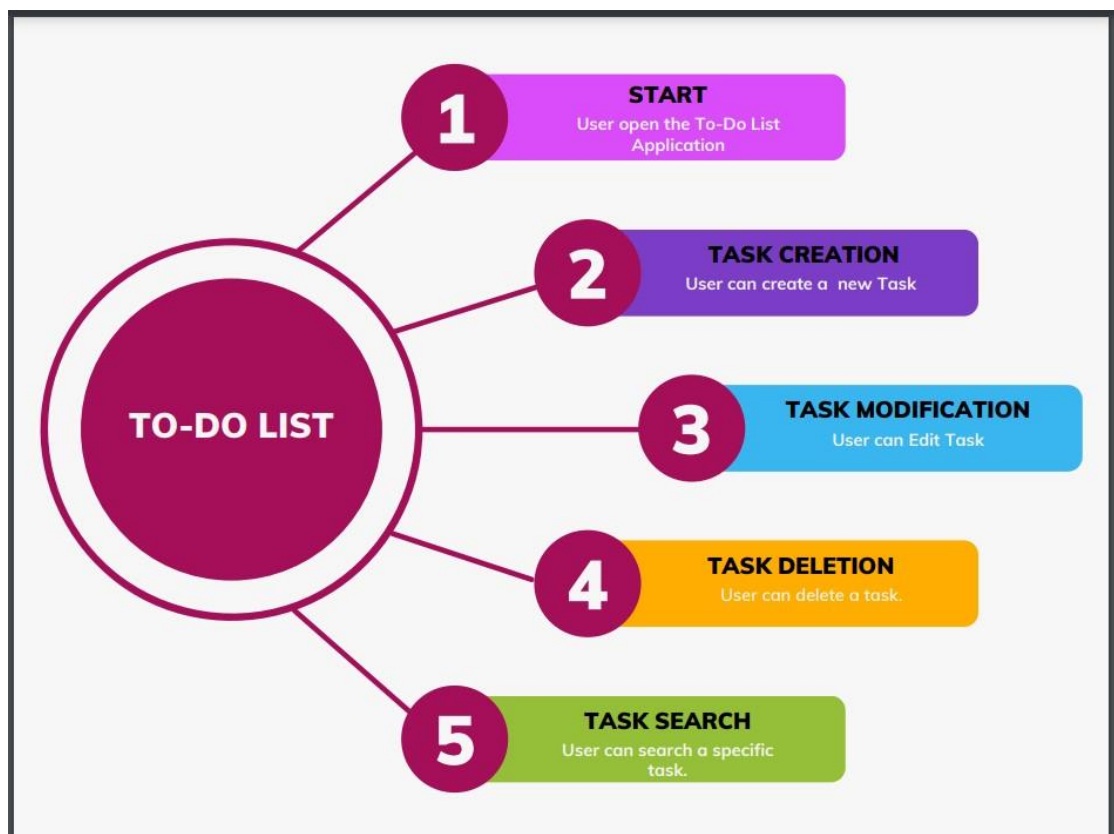 1
START
User open the To-Do List
Application
2
TASK CREATION
User can create a new Task
3
TASK MODIFICATION
User can Edit Task
TO-DO LIST
4
TASK DELETION
User can delete a task.
5
TASK SEARCH
User can search a specific
task.